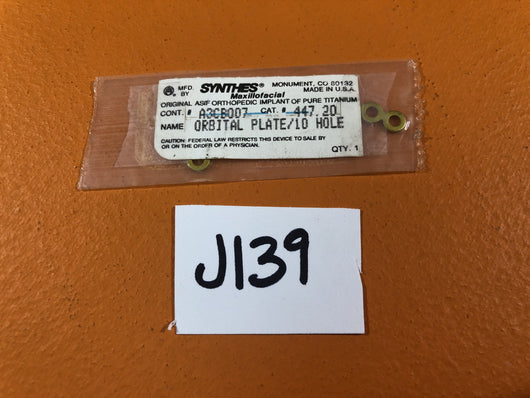 MFD. BY SYNTHES® MONUMENT, CO 80132
Maxillofacial MADE IN U.S.A.
ORIGINAL ASIF ORTHOPEDIC IMPLANT OF PURE TITANIUM
CONT. # A3CB007 CAT. # 447.20
NAME ORBITAL PLATE/10 HOLE
CAUTION: FEDERAL LAW RESTRICTS THIS DEVICE TO SALE BY
OR ON THE ORDER OF A PHYSICIAN. QTY. 1
J139